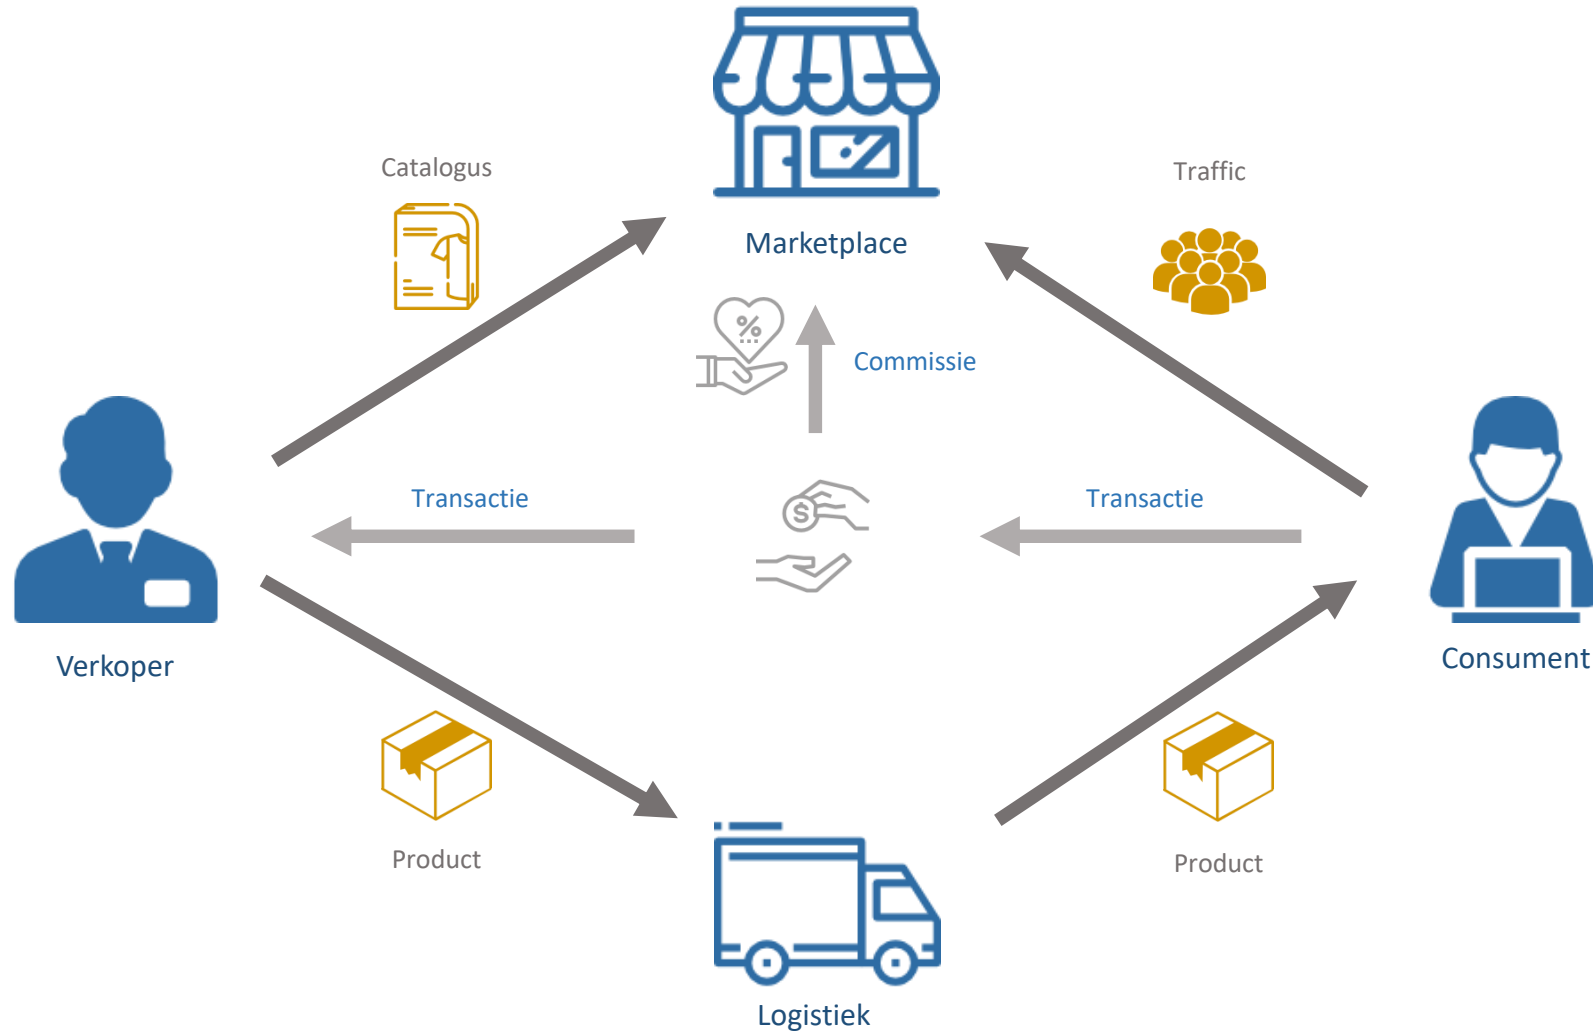 Catalogus
Traffic
Marketplace
%
Commissie
Transactie
$
Transactie
Verkoper
Consument
Product
Product
Logistiek